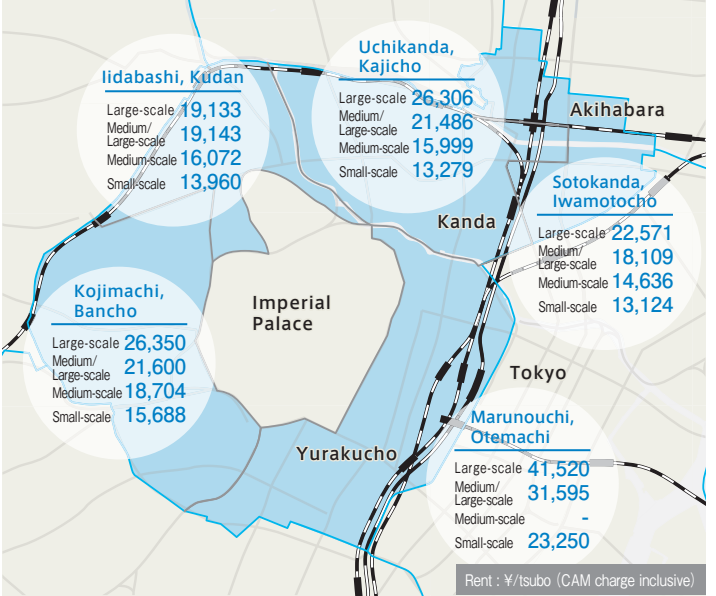 Iidabashi, Kudan
Large-scale 19,133
Medium/
Large-scale 19,143
Medium-scale 16,072
Small-scale 13,960
Uchikanda,
Kajicho
Large-scale 26,306
Medium/
Large-scale 21,486
Medium-scale 15,999
Small-scale 13,279
Akihabara
Sotokanda,
Iwamotocho
Large-scale 22,571
Medium/
Large-scale 18,109
Medium-scale 14,636
Small-scale 13,124
Kanda
Kojimachi,
Bancho
Large-scale 26,350
Medium/
Large-scale 21,600
Medium-scale 18,704
Small-scale 15,688
Imperial
Palace
Tokyo
Yurakucho
Marunouchi,
Otemachi
Large-scale 41,520
Medium/
Large-scale 31,595
Medium-scale -
Small-scale 23,250
Rent : ¥/tsubo (CAM charge inclusive)